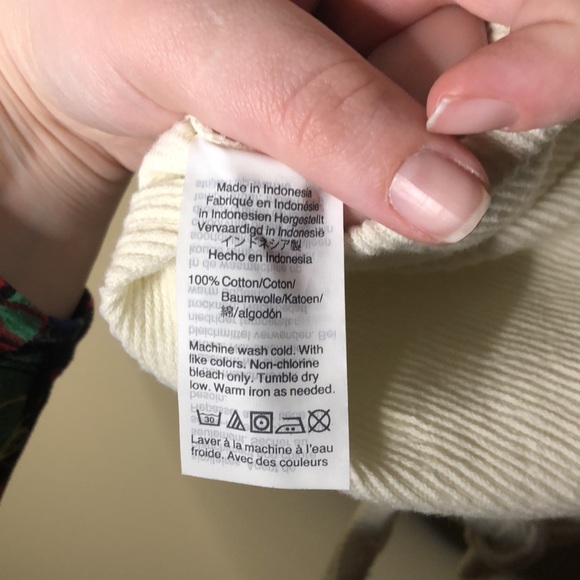 Made in Indonesia
Fabriqué en Indonésie
in Indonesien Hergestellt
Vervaardigd in Indonesië
インドネシア製
Hecho en Indonesia
100% Cotton/Coton/
Baumwolle/Katoen/
綿/algodón
Machine wash cold. With
like colors. Non-chlorine
bleach only. Tumble dry
low. Warm iron as needed.
30
Laver à la machine à l'eau
froide. Avec des couleurs